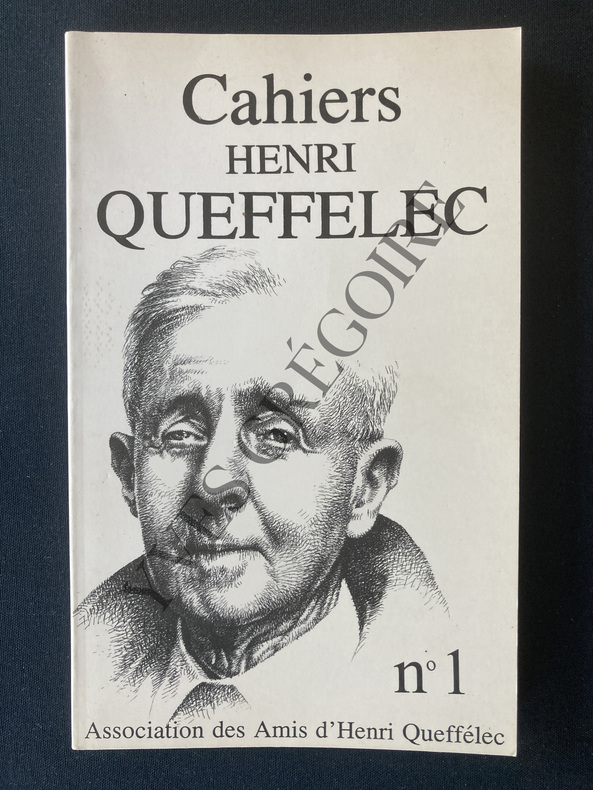 Cahiers
HENRI
QUEFFELEC
YVES GRÉGOIRE
n° 1
Association des Amis d'Henri Queffélec